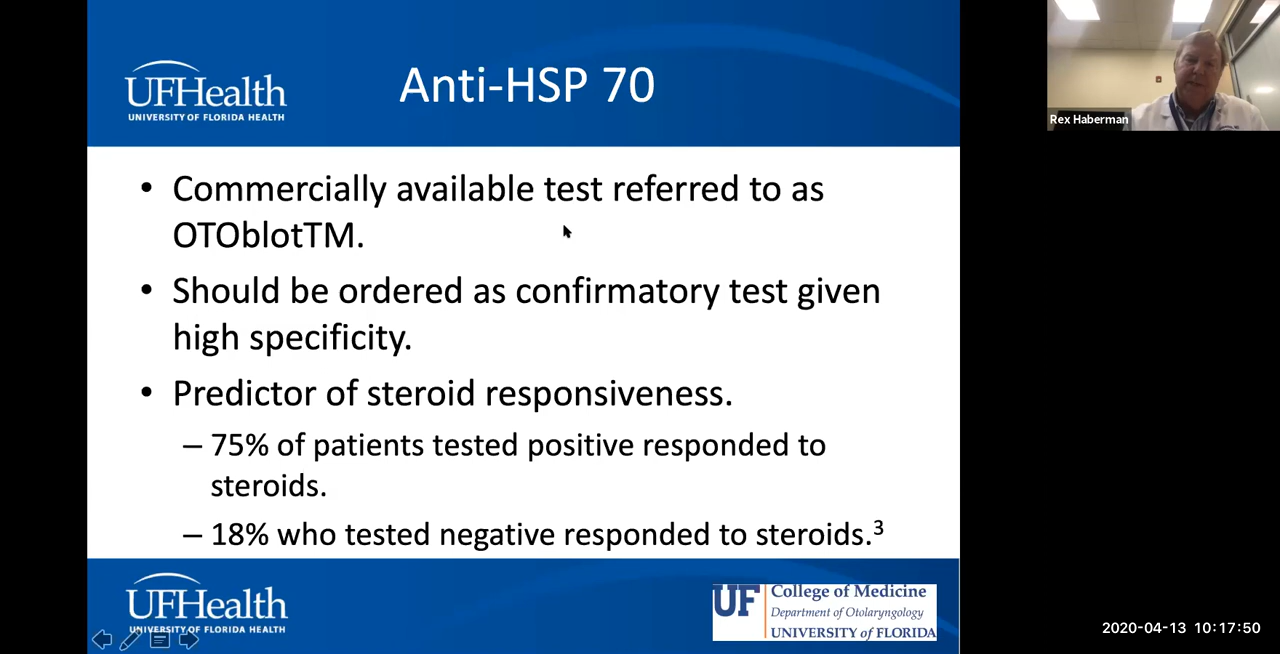 UFHealth
UNIVERSITY OF FLORIDA HEALTH
Anti-HSP 70
Rex Haberman
• Commercially available test referred to as
OTOblotTM.
• Should be ordered as confirmatory test given
high specificity.
• Predictor of steroid responsiveness.
– 75% of patients tested positive responded to
steroids.
– 18% who tested negative responded to steroids.³
UFHealth
UNIVERSITY OF FLORIDA HEALTH
UF
College of Medicine
Department of Otolaryngology
UNIVERSITY of FLORIDA
2020-04-13 10:17:50